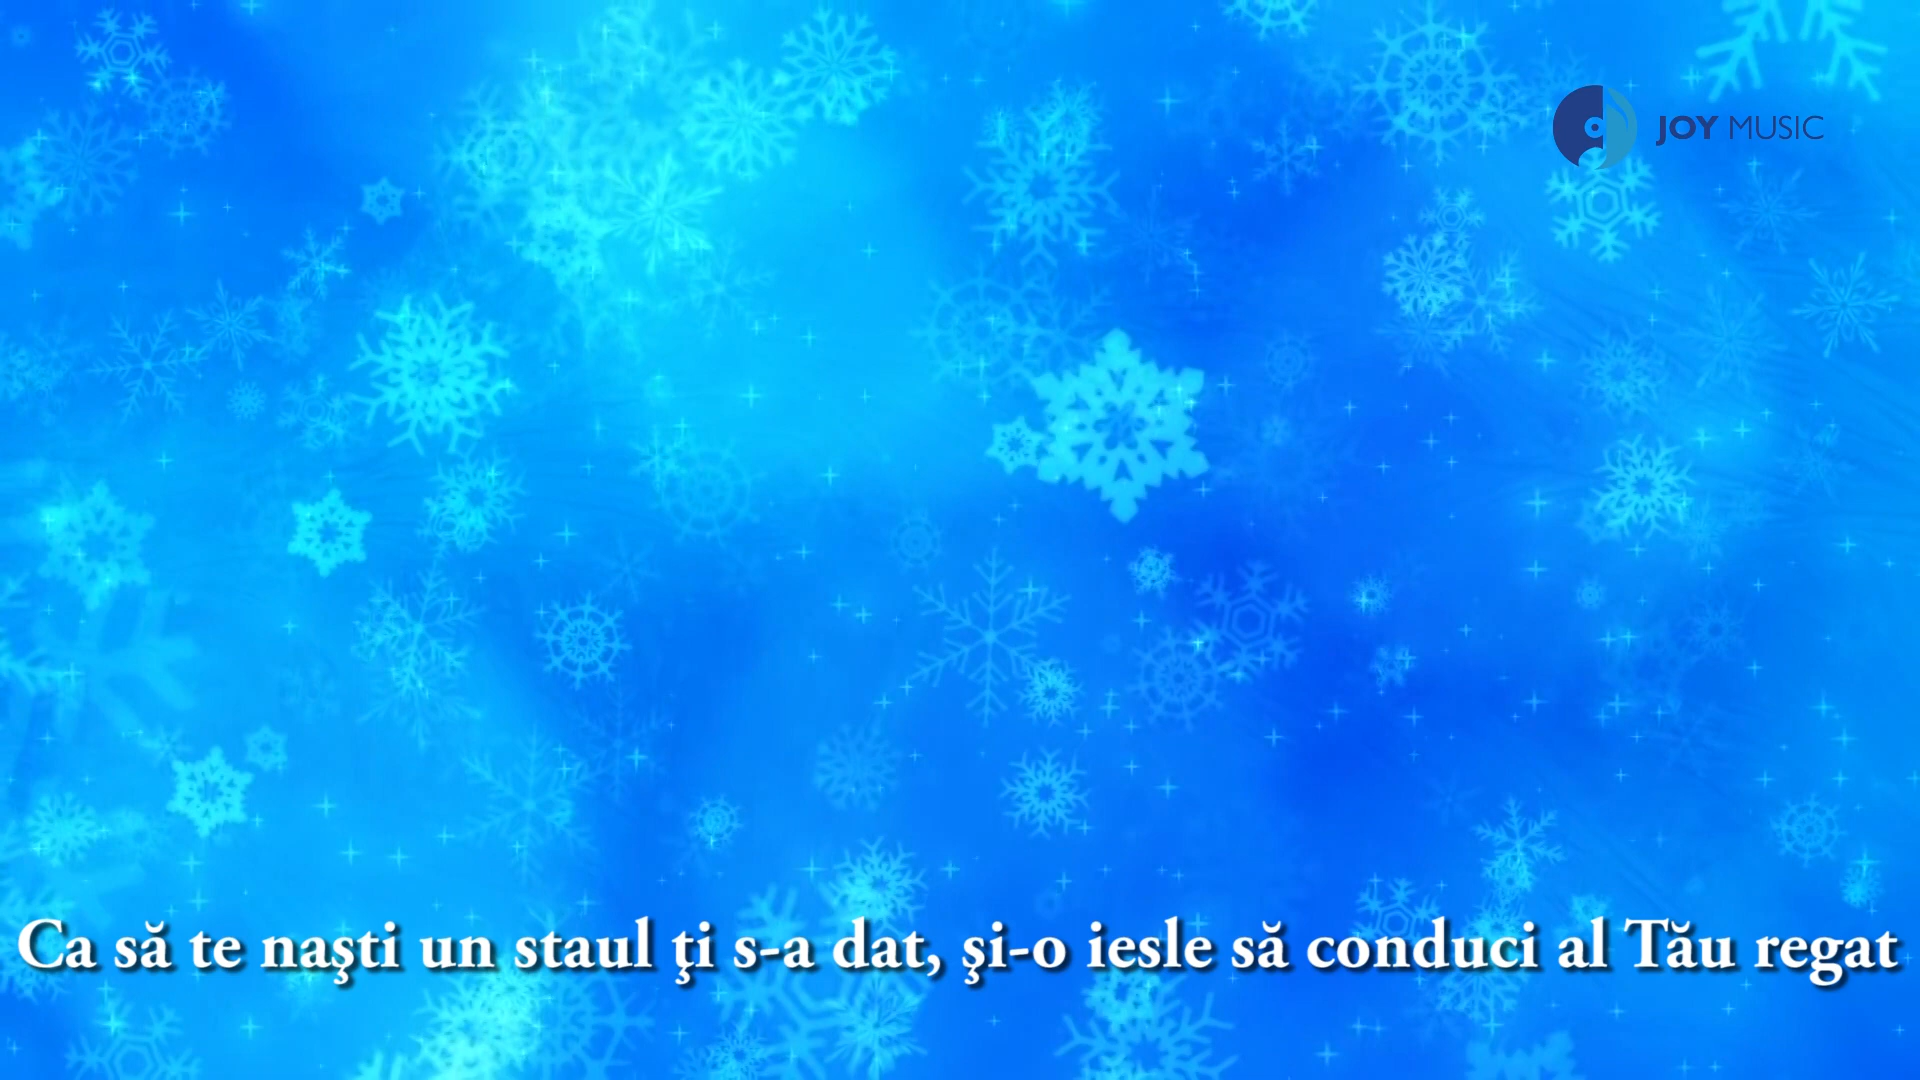 JOY MUSIC
Ca să te naşti un staul ţi s-a dat, şi-o iesle să conduci al Tău regat